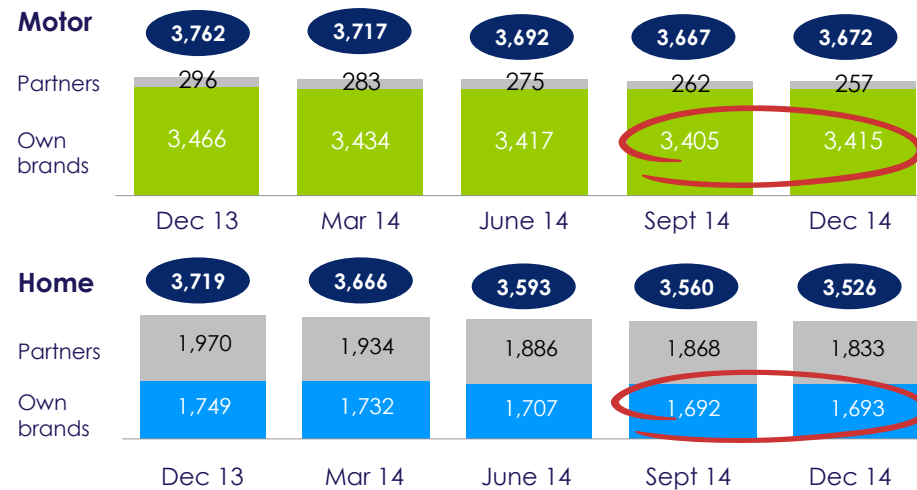 Motor
3,762 3,717 3,692 3,667 3,672
Partners 296 283 275 262 257
Own brands 3,466 3,434 3,417 3,405 3,415
Dec 13 Mar 14 June 14 Sept 14 Dec 14
Home 3,719 3,666 3,593 3,560 3,526
Partners 1,970 1,934 1,886 1,868 1,833
Own brands 1,749 1,732 1,707 1,692 1,693
Dec 13 Mar 14 June 14 Sept 14 Dec 14